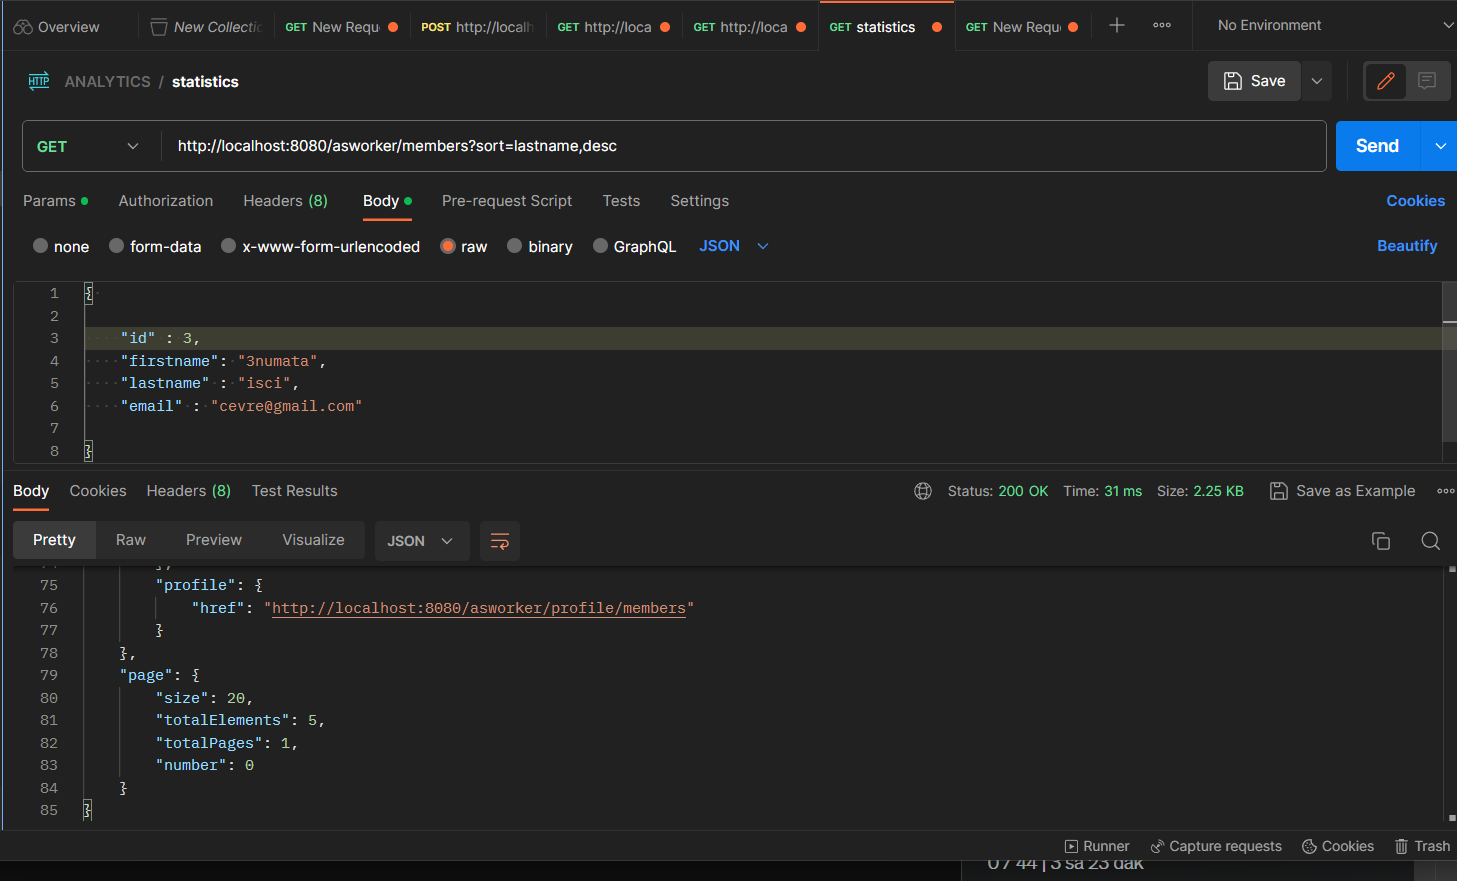 Overview New Collectic GET New Requ POST http://localh GET http://loca GET http://loca GET statistics GET New Requ No Environment
HTTP ANALYTICS / statistics Save
GET http://localhost:8080/asworker/members?sort=lastname,desc Send
Params Authorization Headers (8) Body Pre-request Script Tests Settings Cookies
none form-data x-www-form-urlencoded raw binary GraphQL JSON Beautify
1 {
2
3 "id" : 3,
4 "firstname": "3numata",
5 "lastname" : "isci",
6 "email" : "cevre@gmail.com"
7
8 }
Body Cookies Headers (8) Test Results Status: 200 OK Time: 31 ms Size: 2.25 KB Save as Example
Pretty Raw Preview Visualize JSON
75 "profile": {
76 "href": "http://localhost:8080/asworker/profile/members"
77 }
78 },
79 "page": {
80 "size": 20,
81 "totalElements": 5,
82 "totalPages": 1,
83 "number": 0
84 }
85 }
Runner Capture requests Cookies Trash
07 44 | 3 sa 23 dak